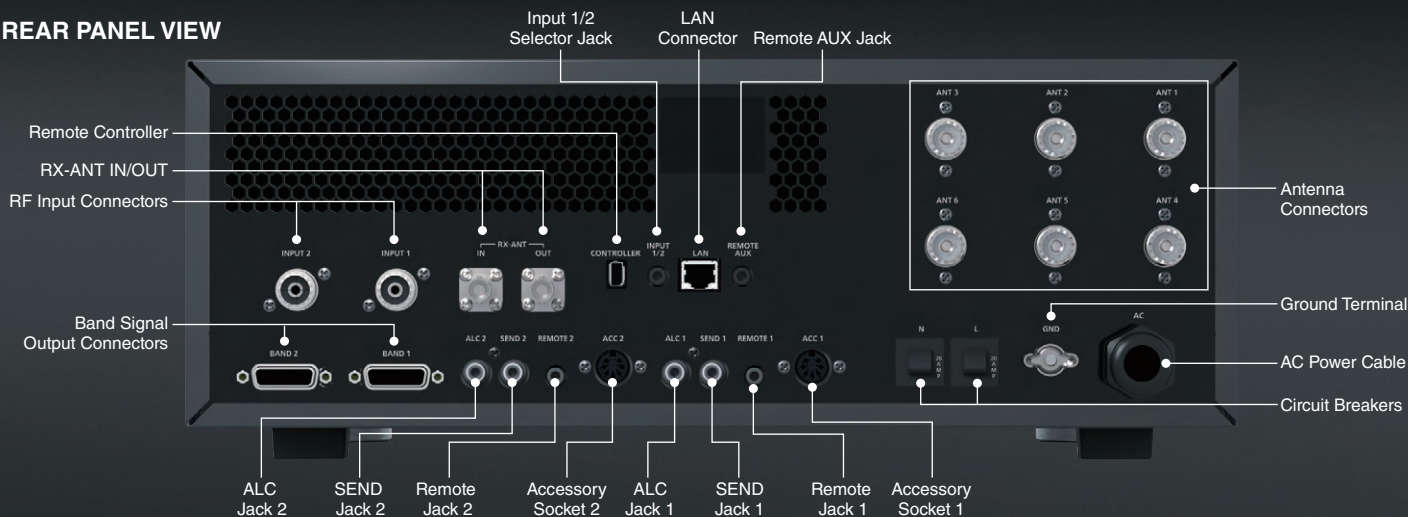 REAR PANEL VIEW
Input 1/2
Selector Jack
LAN
Connector
Remote AUX Jack
Remote Controller
RX-ANT IN/OUT
RF Input Connectors
Band Signal
Output Connectors
ANT 3
ANT 2
ANT 1
ANT 6
ANT 5
ANT 4
Antenna
Connectors
INPUT 2
INPUT 1
RX-ANT
IN
OUT
CONTROLLER
INPUT
1/2
LAN
REMOTE
AUX
Ground Terminal
AC Power Cable
Circuit Breakers
BAND 2
BAND 1
ALC 2
SEND 2
REMOTE 2
ACC 2
ALC 1
SEND 1
REMOTE 1
ACC 1
N
L
20
AMP
20
AMP
GND
AC
ALC
Jack 2
SEND
Jack 2
Remote
Jack 2
Accessory
Socket 2
ALC
Jack 1
SEND
Jack 1
Remote
Jack 1
Accessory
Socket 1